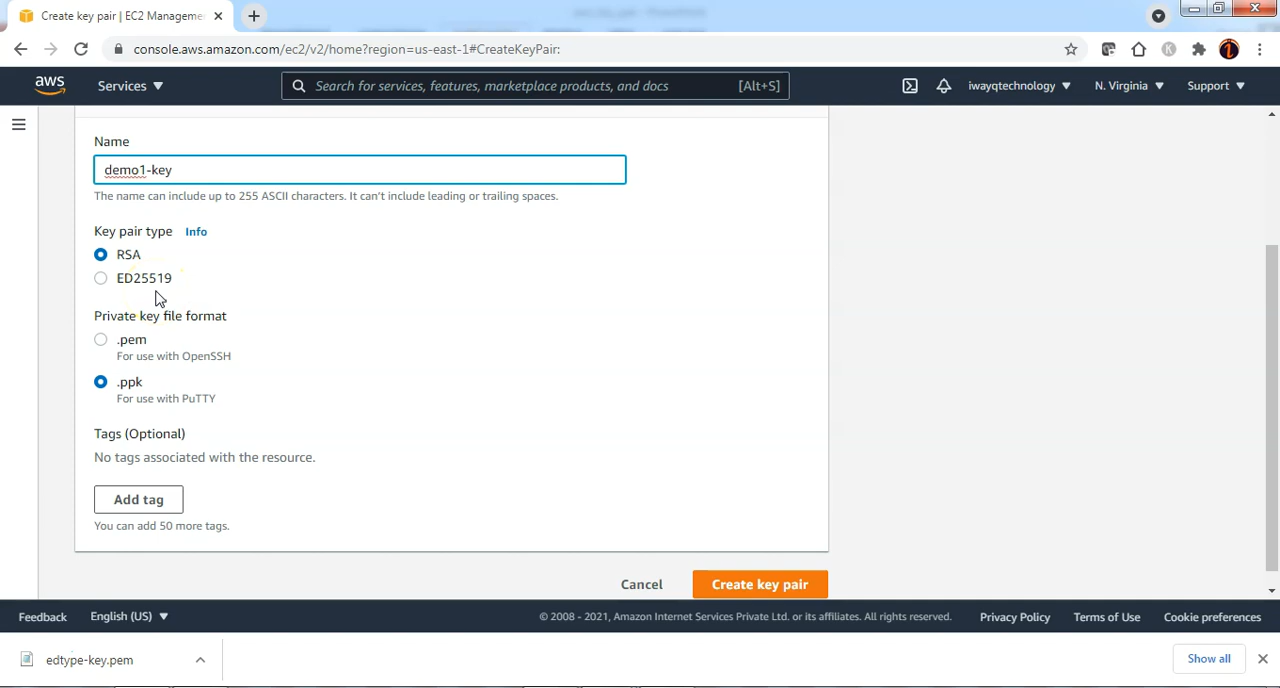 Create key pair | EC2 Manageme
console.aws.amazon.com/ec2/v2/home?region=us-east-1#CreateKeyPair:
aws Services Search for services, features, marketplace products, and docs [Alt+S] iwayqtechnology N. Virginia Support
Name
demo1-key
The name can include up to 255 ASCII characters. It can't include leading or trailing spaces.
Key pair type Info
RSA
ED25519
Private key file format
.pem
For use with OpenSSH
.ppk
For use with PuTTY
Tags (Optional)
No tags associated with the resource.
Add tag
You can add 50 more tags.
Cancel Create key pair
Feedback English (US) © 2008 - 2021, Amazon Internet Services Private Ltd. or its affiliates. All rights reserved. Privacy Policy Terms of Use Cookie preferences
edtype-key.pem Show all